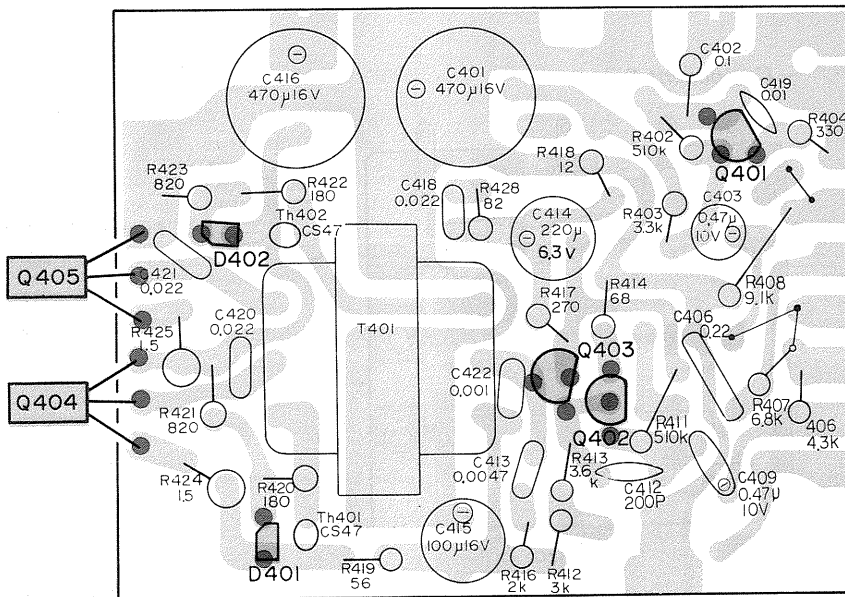 C416
470μ16V
C401
470μ16V
C402
0.1
C419
0.01
R404
330
R402
510k
Q401
R418
12
R423
820
R422
180
C418
0.022
R428
82
Th402
CS47
C414
220μ
6.3V
R403
3.3k
C403
0.47μ
10V
D402
Q405
C421
0.022
R408
9.1k
R414
68
R417
270
C406
0.22
T401
C420
0.022
R425
1.5
Q403
C422
0.001
Q404
R421
820
Q402
R411
510k
R407
6.8k
406
4.3k
C413
0.0047
R413
3.6
k
C412
200P
C409
0.47μ
10V
R424
1.5
R420
180
Th401
CS47
C415
100μ16V
D401
R419
56
R416
2k
R412
3k